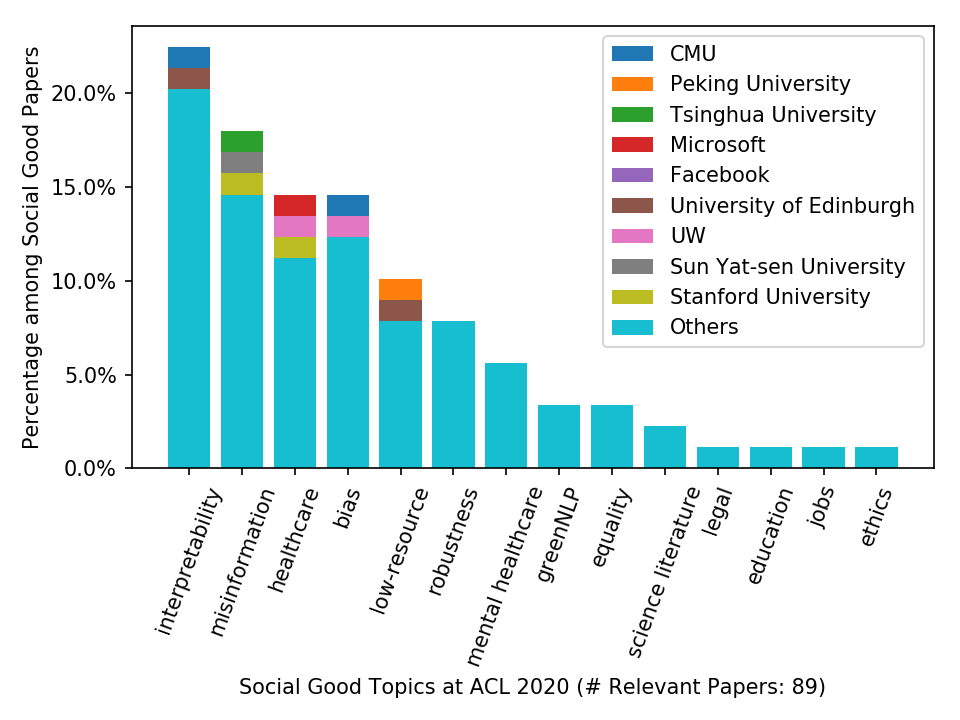 Percentage among Social Good Papers
20.0%
15.0%
10.0%
5.0%
0.0%
CMU
Peking University
Tsinghua University
Microsoft
Facebook
University of Edinburgh
UW
Sun Yat-sen University
Stanford University
Others
interpretability
misinformation
healthcare
bias
low-resource
robustness
mental healthcare
greenNLP
equality
science literature
legal
education
jobs
ethics
Social Good Topics at ACL 2020 (# Relevant Papers: 89)